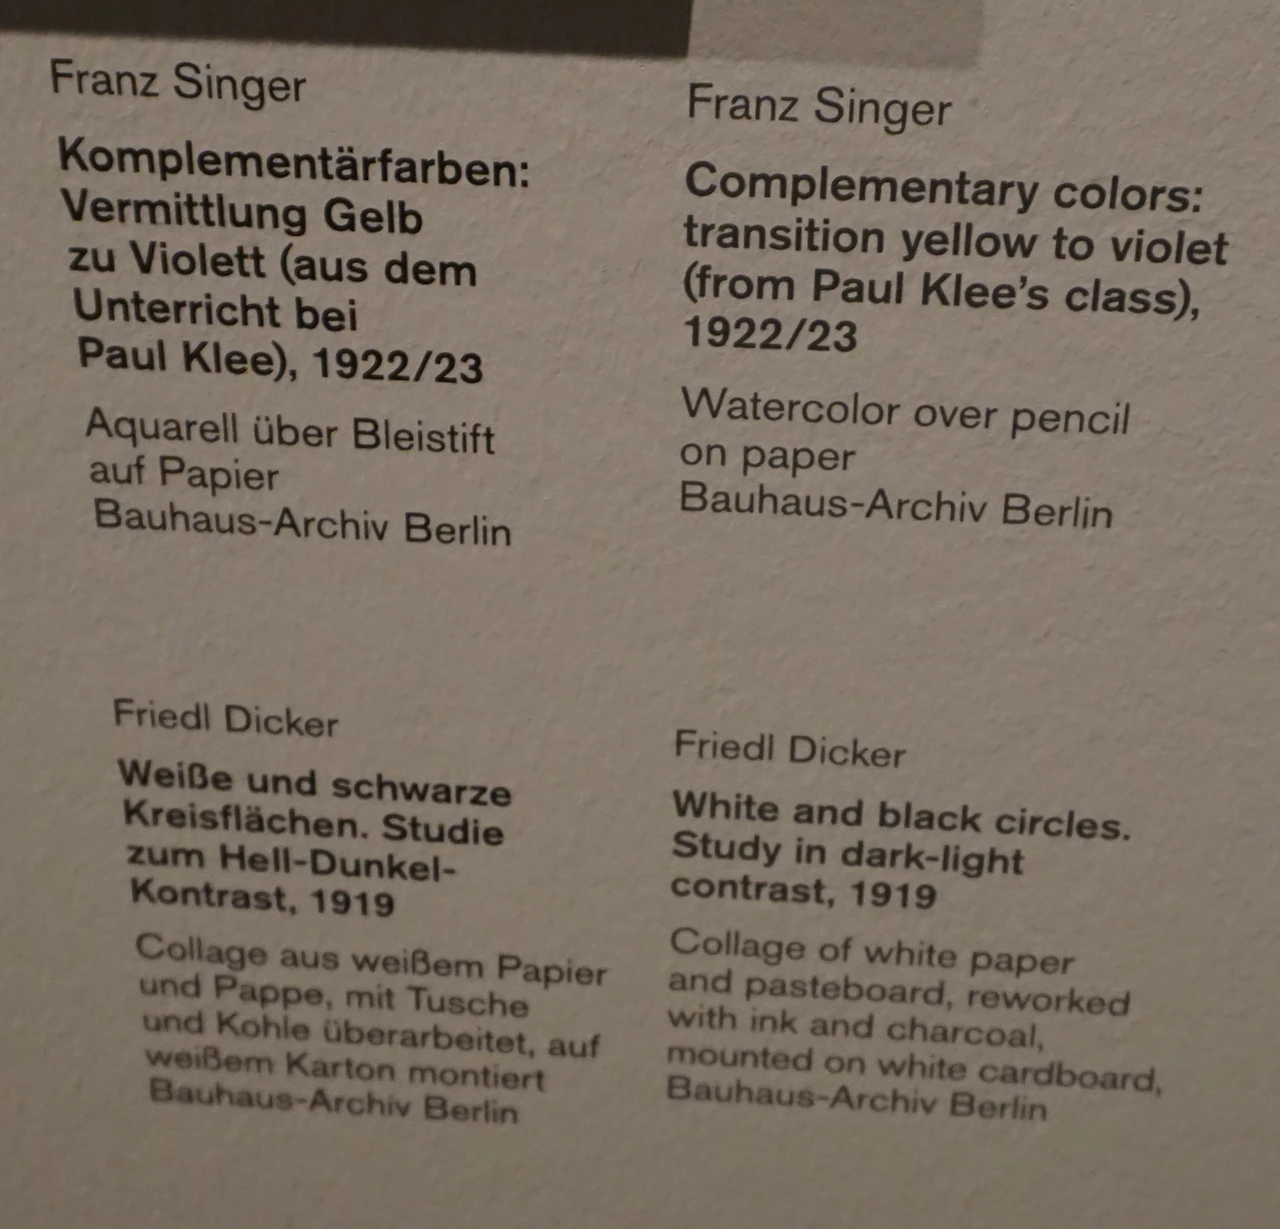 Franz Singer
Komplementärfarben:
Vermittlung Gelb
zu Violett (aus dem
Unterricht bei
Paul Klee), 1922/23
Aquarell über Bleistift
auf Papier
Bauhaus-Archiv Berlin
Franz Singer
Complementary colors:
transition yellow to violet
(from Paul Klee’s class),
1922/23
Watercolor over pencil
on paper
Bauhaus-Archiv Berlin
Friedl Dicker
Weiße und schwarze
Kreisflächen. Studie
zum Hell-Dunkel-
Kontrast, 1919
Collage aus weißem Papier
und Pappe, mit Tusche
und Kohle überarbeitet, auf
weißem Karton montiert
Bauhaus-Archiv Berlin
Friedl Dicker
White and black circles.
Study in dark-light
contrast, 1919
Collage of white paper
and pasteboard, reworked
with ink and charcoal,
mounted on white cardboard,
Bauhaus-Archiv Berlin